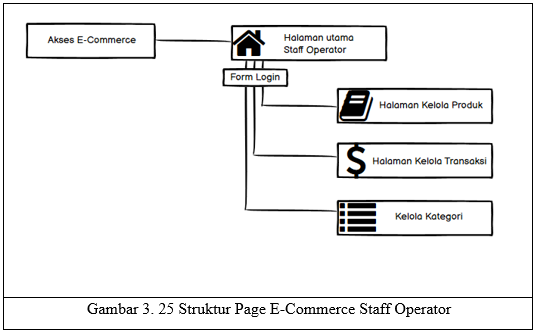 Akses E-Commerce
Halaman utama
Staff Operator
Form Login
Halaman Kelola Produk
Halaman Kelola Transaksi
Kelola Kategori
Gambar 3. 25 Struktur Page E-Commerce Staff Operator